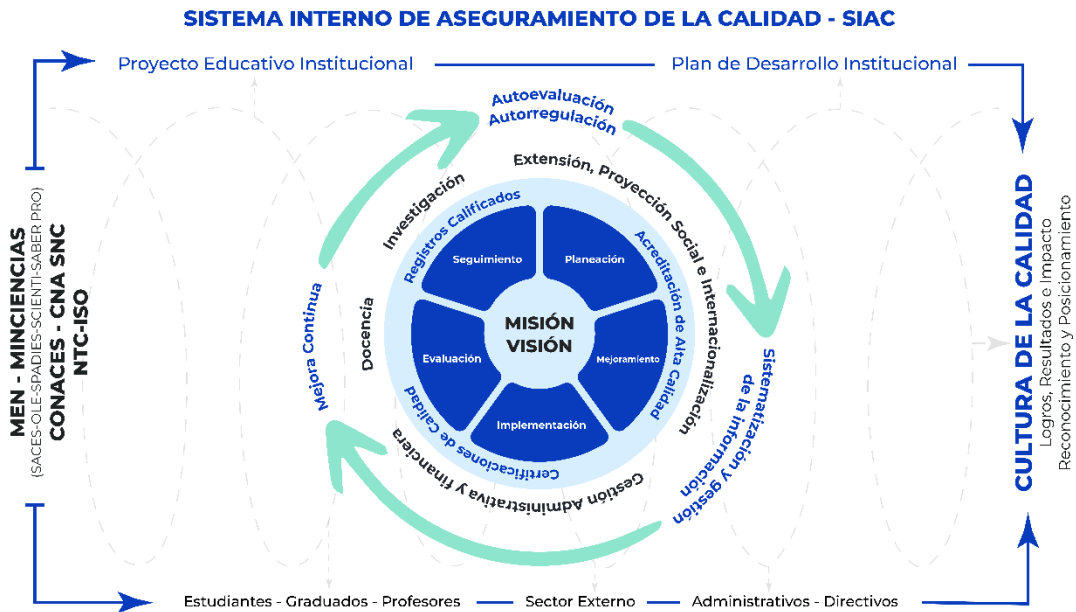 SISTEMA INTERNO DE ASEGURAMIENTO DE LA CALIDAD - SIAC
Proyecto Educativo Institucional
Plan de Desarrollo Institucional
Autoevaluación
Autorregulación
Extensión, Proyección Social e Internacionalización
Investigación
Registros Calificados
Acreditación de Alta Calidad
Seguimiento
Planeación
MISIÓN
VISIÓN
Evaluación
Mejoramiento
Implementación
Docencia
Mejora Continua
Certificaciones de Calidad
Gestión Administrativa y financiera
Sistematización y gestión
de la información
MEN - MINCIENCIAS
(SACES-OLE-SPADIES-SCIENTI-SABER PRO)
CONACES - CNA SNC
NTC-ISO
CULTURA DE LA CALIDAD
Logros, Resultados e Impacto
Reconocimiento y Posicionamiento
Estudiantes - Graduados - Profesores
Sector Externo
Administrativos - Directivos